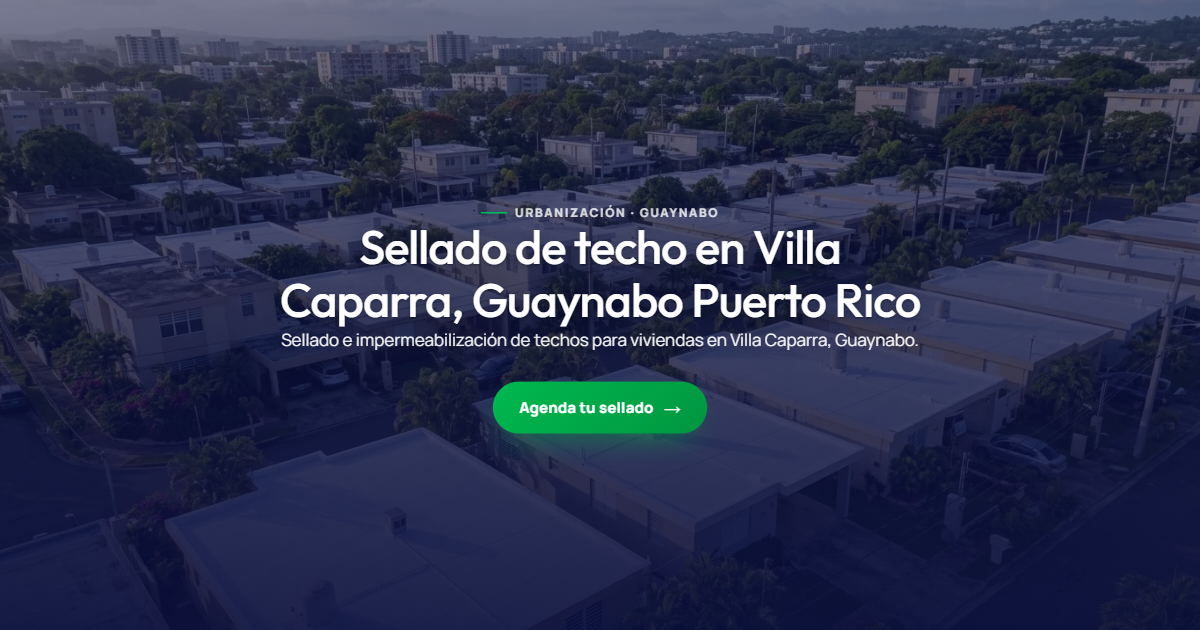 URBANIZACIÓN · GUAYNABO
Sellado de techo en Villa
Caparra, Guaynabo Puerto Rico
Sellado e impermeabilización de techos para viviendas en Villa Caparra, Guaynabo.
Agenda tu sellado →